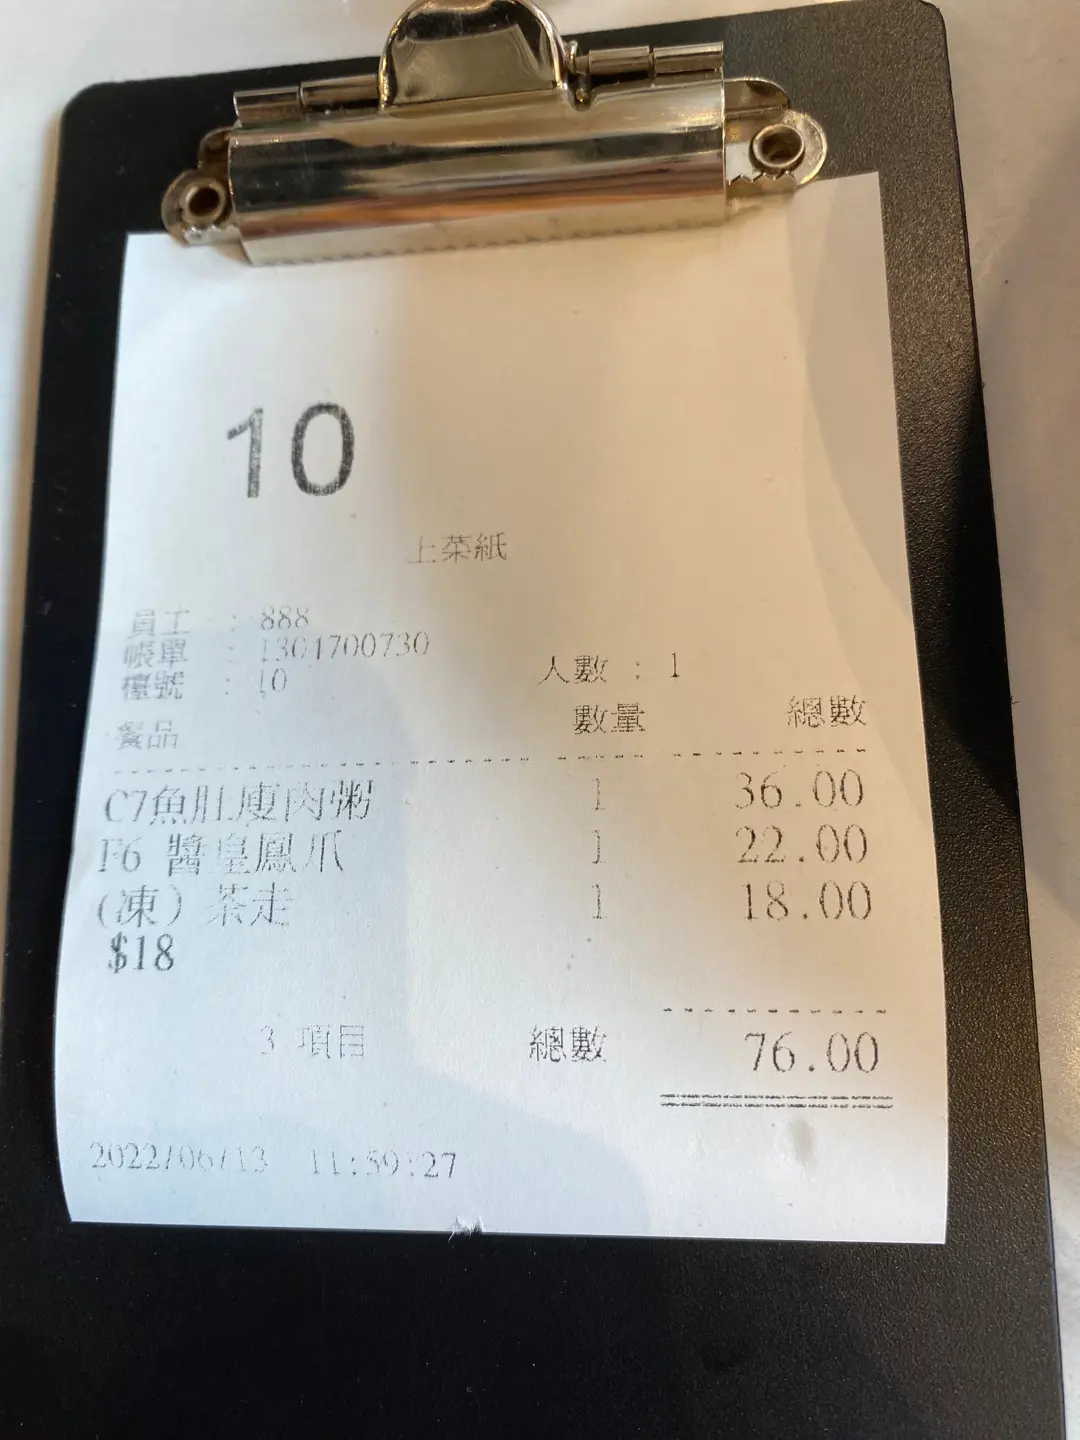 10
上菜紙
員工 : 888
帳單 : 1301700730
檯號 : 10
人數 : 1
餐品 數量 總數
C7魚肚瘦肉粥 1 36.00
F6 醬皇鳳爪 1 22.00
(凍) 茶走 1 18.00
$18
3 項目 總數 76.00
2022/06/13 11:59:27